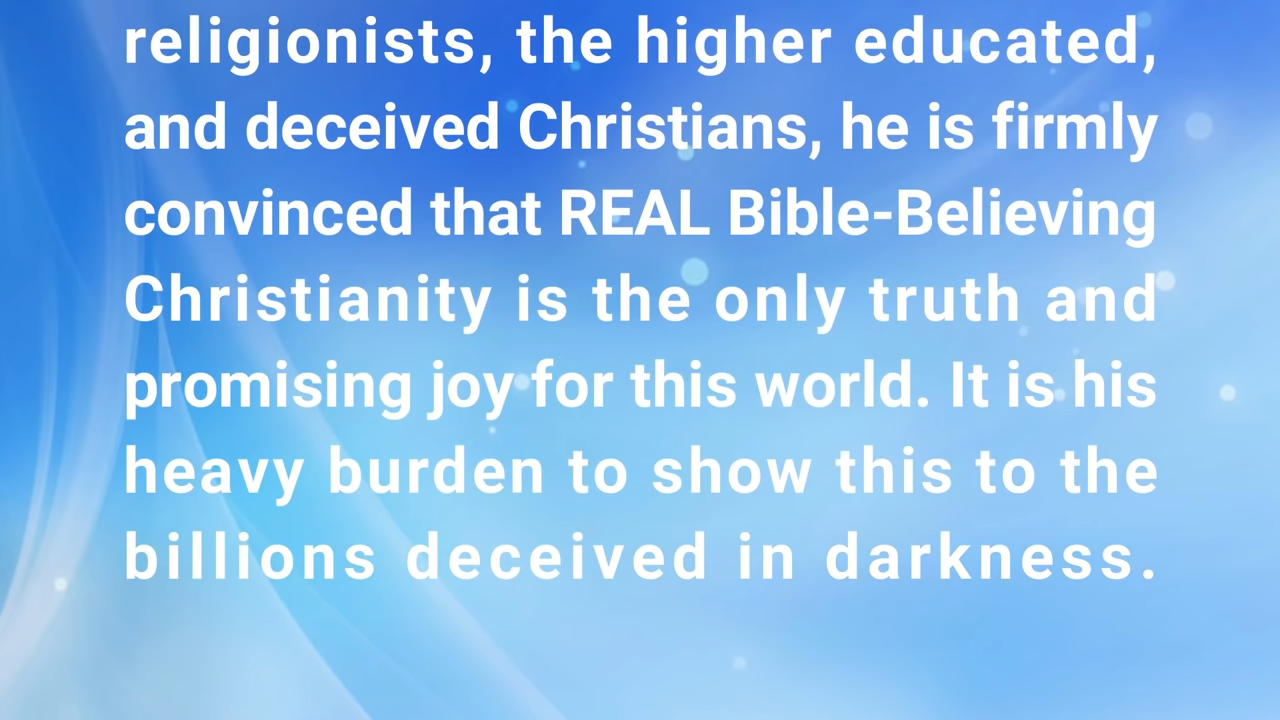 religionists, the higher educated,
and deceived Christians, he is firmly
convinced that REAL Bible-Believing
Christianity is the only truth and
promising joy for this world. It is his
heavy burden to show this to the
billions deceived in darkness.